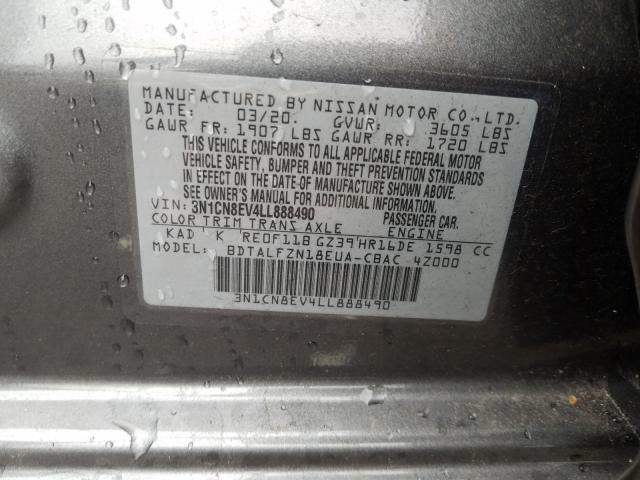 MANUFACTURED BY NISSAN MOTOR CO., LTD.
DATE: 03/20. GVWR: 3605 LBS
GAWR FR: 1907 LBS GAWR RR: 1720 LBS
THIS VEHICLE CONFORMS TO ALL APPLICABLE FEDERAL MOTOR
VEHICLE SAFETY, BUMPER AND THEFT PREVENTION STANDARDS
IN EFFECT ON THE DATE OF MANUFACTURE SHOWN ABOVE.
SEE OWNER'S MANUAL FOR ADDITIONAL INFORMATION.
VIN: 3N1CN8EV4LL888490 PASSENGER CAR.
COLOR TRIM TRANS AXLE ENGINE
KAD K RE0F11B GZ39 HR16DE 1598 CC
MODEL: BDTALFZN18EUA-CBAC 4Z000
3N1CN8EV4LL888490